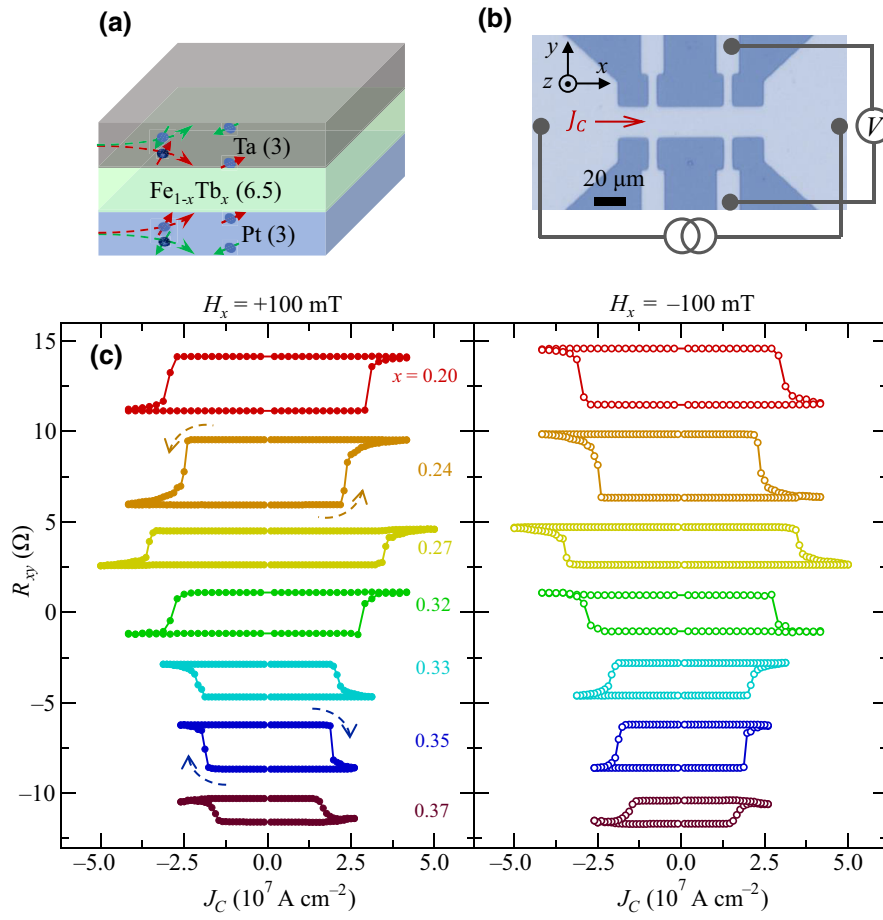 (a)
Ta (3)
Fe1-xTbx (6.5)
Pt (3)
(b)
y
z
x
JC
V
20 μm
Hx = +100 mT
Hx = −100 mT
(c)
x = 0.20
0.24
0.27
0.32
0.33
0.35
0.37
15
10
5
0
−5
−10
Rxy (Ω)
−5.0 −2.5 0.0 2.5 5.0
−5.0 −2.5 0.0 2.5 5.0
JC (10^7 A cm^−2)
JC (10^7 A cm^−2)